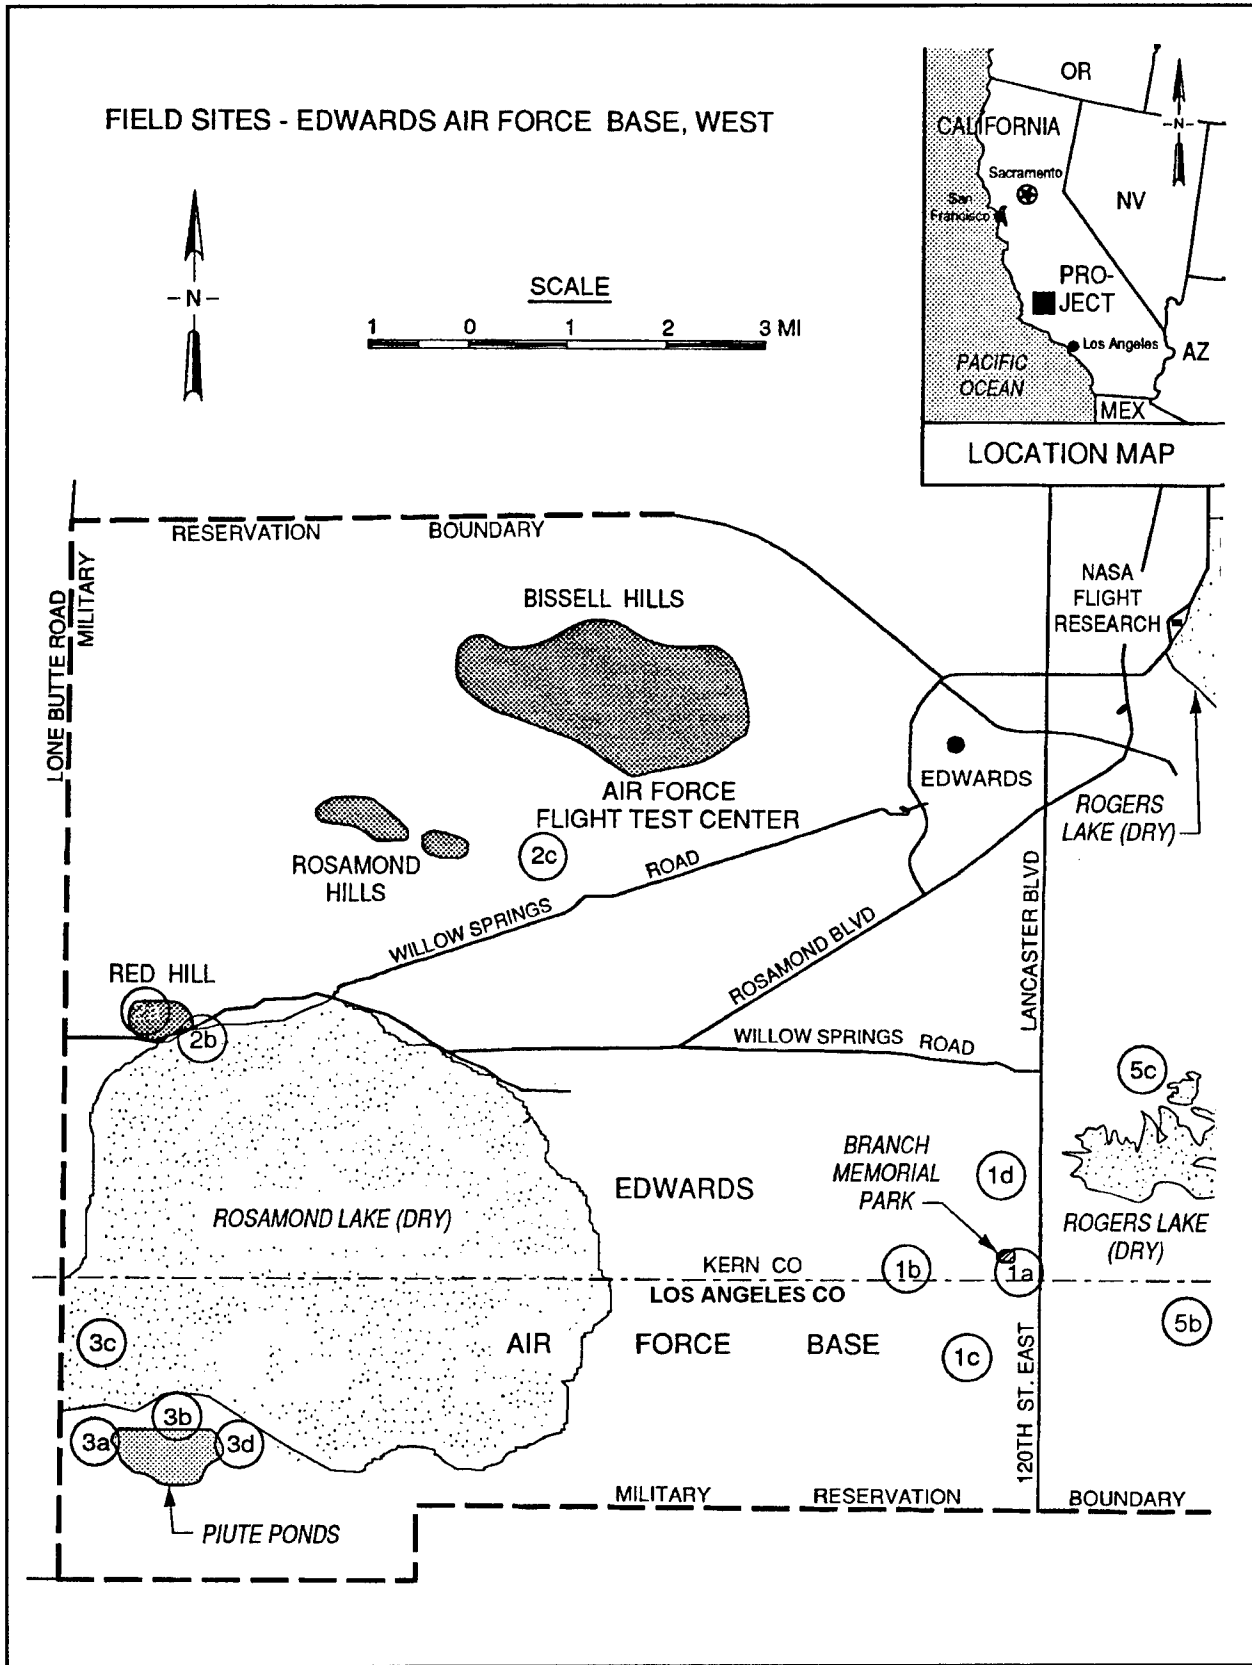 FIELD SITES - EDWARDS AIR FORCE BASE, WEST
-N-
SCALE
1 0 1 2 3 MI
OR
CALIFORNIA
-N-
Sacramento
San
Francisco
NV
PRO-
JECT
Los Angeles
AZ
PACIFIC
OCEAN
MEX
LOCATION MAP
RESERVATION BOUNDARY
MILITARY
LONE BUTTE ROAD
BISSELL HILLS
NASA
FLIGHT
RESEARCH
AIR FORCE
FLIGHT TEST CENTER
EDWARDS
ROGERS
LAKE (DRY)
ROSAMOND
HILLS
2c
WILLOW SPRINGS ROAD
ROSAMOND BLVD
LANCASTER BLVD
RED HILL
2a
2b
WILLOW SPRINGS ROAD
5c
BRANCH
MEMORIAL
PARK
1d
EDWARDS
ROSAMOND LAKE (DRY)
ROGERS LAKE
(DRY)
KERN CO
1b
1a
LOS ANGELES CO
5b
3c
AIR FORCE BASE
1c
120TH ST. EAST
3b
3a
3d
MILITARY RESERVATION BOUNDARY
PIUTE PONDS